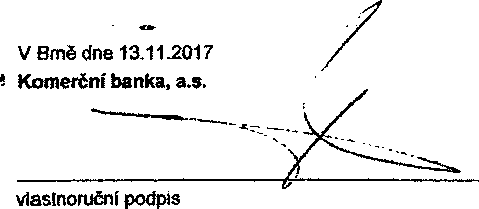 V Brně dne 13.11.2017
Komerční banka, a.s.
vlastnoruční podpis